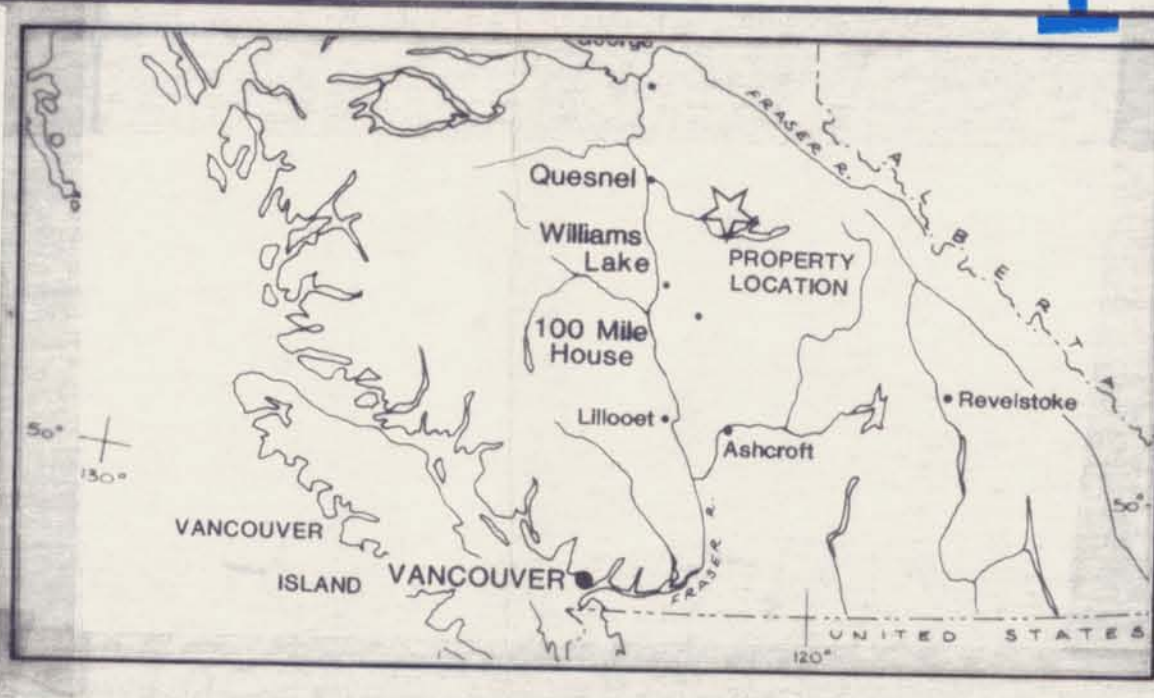 George
FRASER R.
ALBERTA
Quesnel
Williams
Lake
PROPERTY
LOCATION
100 Mile
House
Revelstoke
Lillooet
Ashcroft
50°
130°
50°
VANCOUVER
ISLAND
VANCOUVER
FRASER R.
UNITED STATES
120°